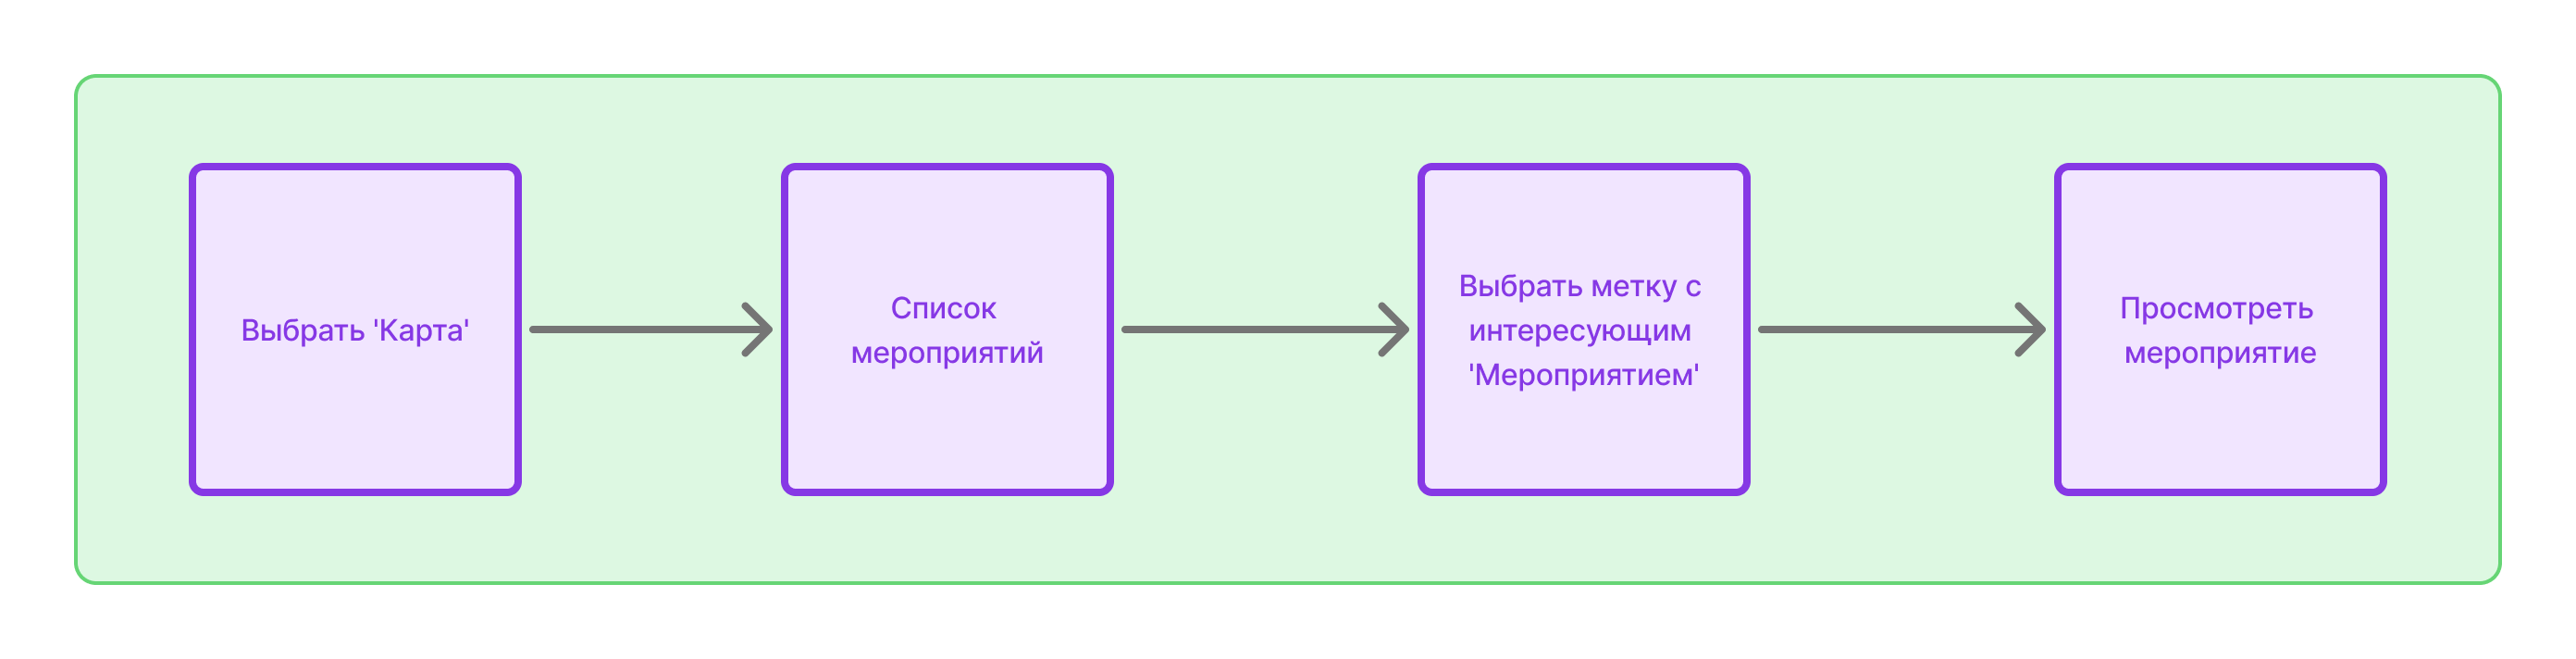 Выбрать 'Карта'
Список
мероприятий
Выбрать метку с
интересующим
'Мероприятием'
Просмотреть
мероприятие